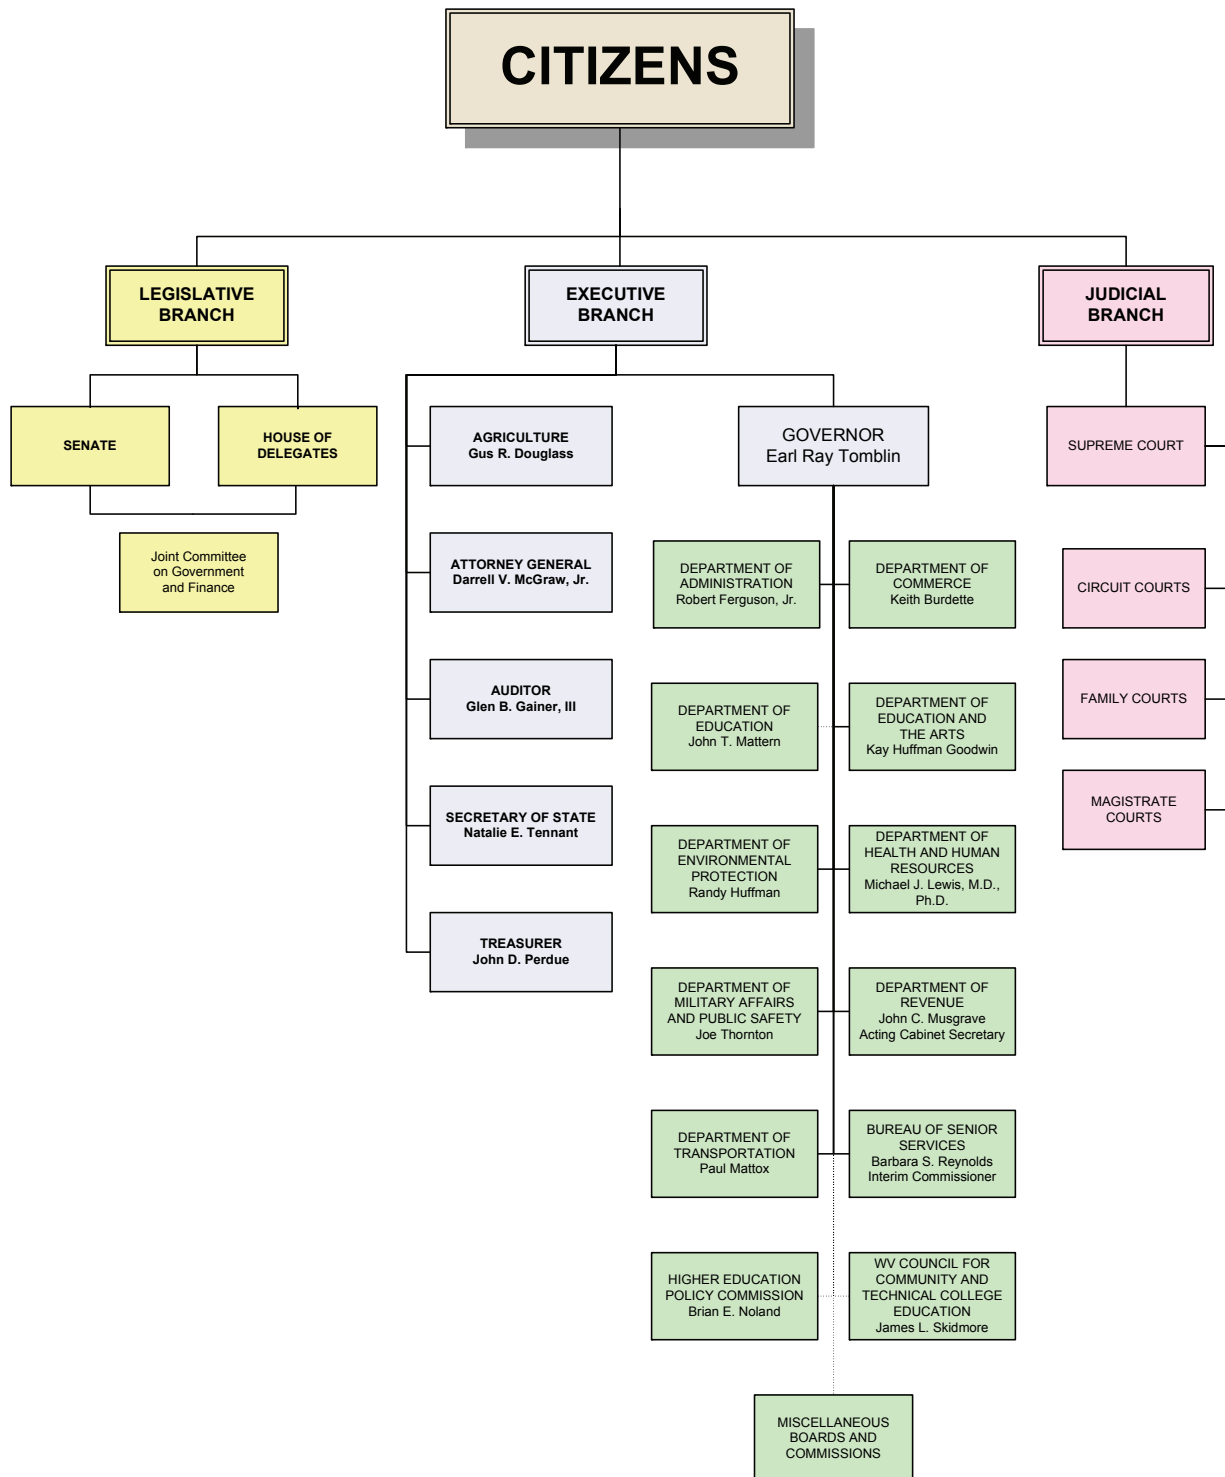 CITIZENS
LEGISLATIVE
BRANCH
EXECUTIVE
BRANCH
JUDICIAL
BRANCH
SENATE
HOUSE OF
DELEGATES
Joint Committee
on Government
and Finance
AGRICULTURE
Gus R. Douglass
ATTORNEY GENERAL
Darrell V. McGraw, Jr.
AUDITOR
Glen B. Gainer, III
SECRETARY OF STATE
Natalie E. Tennant
TREASURER
John D. Perdue
GOVERNOR
Earl Ray Tomblin
DEPARTMENT OF
ADMINISTRATION
Robert Ferguson, Jr.
DEPARTMENT OF
COMMERCE
Keith Burdette
DEPARTMENT OF
EDUCATION
John T. Mattern
DEPARTMENT OF
EDUCATION AND
THE ARTS
Kay Huffman Goodwin
DEPARTMENT OF
ENVIRONMENTAL
PROTECTION
Randy Huffman
DEPARTMENT OF
HEALTH AND HUMAN
RESOURCES
Michael J. Lewis, M.D.,
Ph.D.
DEPARTMENT OF
MILITARY AFFAIRS
AND PUBLIC SAFETY
Joe Thornton
DEPARTMENT OF
REVENUE
John C. Musgrave
Acting Cabinet Secretary
DEPARTMENT OF
TRANSPORTATION
Paul Mattox
BUREAU OF SENIOR
SERVICES
Barbara S. Reynolds
Interim Commissioner
HIGHER EDUCATION
POLICY COMMISSION
Brian E. Noland
WV COUNCIL FOR
COMMUNITY AND
TECHNICAL COLLEGE
EDUCATION
James L. Skidmore
MISCELLANEOUS
BOARDS AND
COMMISSIONS
SUPREME COURT
CIRCUIT COURTS
FAMILY COURTS
MAGISTRATE
COURTS